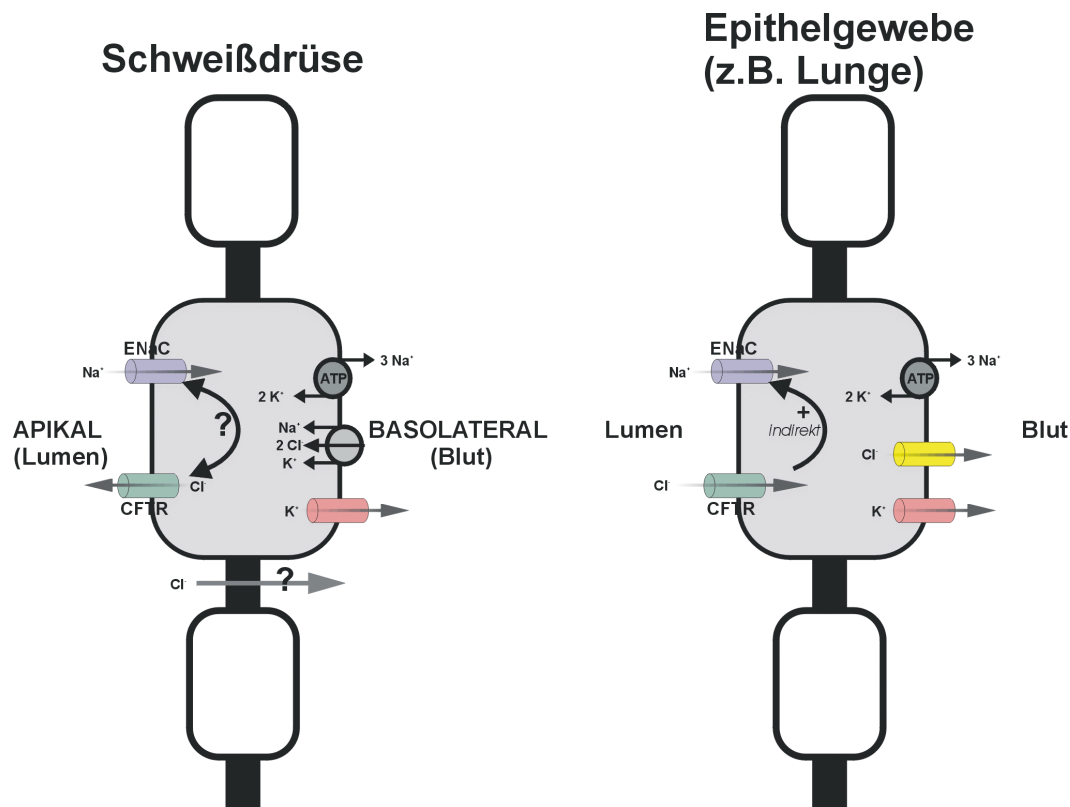 Schweißdrüse
ENaC
Na⁺
ATP
3 Na⁺
2 K⁺
?
Na⁺
2 Cl⁻
K⁺
APIKAL
(Lumen)
BASOLATERAL
(Blut)
Cl⁻
CFTR
K⁺
Cl⁻
?
Epithelgewebe
(z.B. Lunge)
ENaC
Na⁺
ATP
3 Na⁺
2 K⁺
+
indirekt
Lumen
Blut
Cl⁻
Cl⁻
CFTR
K⁺